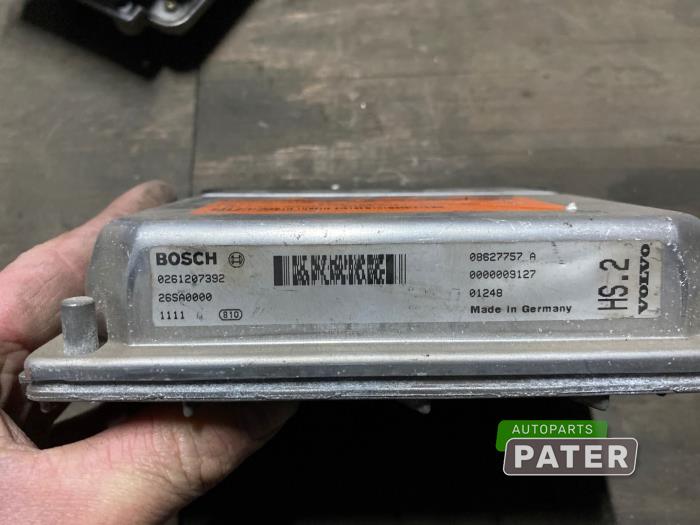 BOSCH
0261207392
26SA0000
1111
810
08627757 A
0000009127
01248
Made in Germany
HS.2
VOLVO
AUTOPARTS
PATER